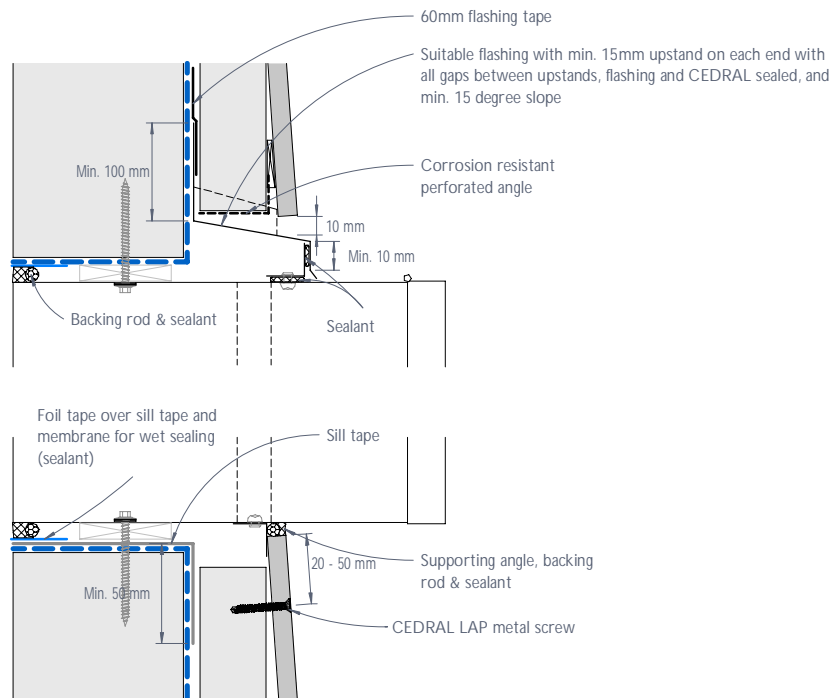 60mm flashing tape
Suitable flashing with min. 15mm upstand on each end with
all gaps between upstands, flashing and CEDRAL sealed, and
min. 15 degree slope
Min. 100 mm
Corrosion resistant
perforated angle
10 mm
Min. 10 mm
Backing rod & sealant
Sealant
Foil tape over sill tape and
membrane for wet sealing
(sealant)
Sill tape
20 - 50 mm
Supporting angle, backing
rod & sealant
Min. 50 mm
CEDRAL LAP metal screw